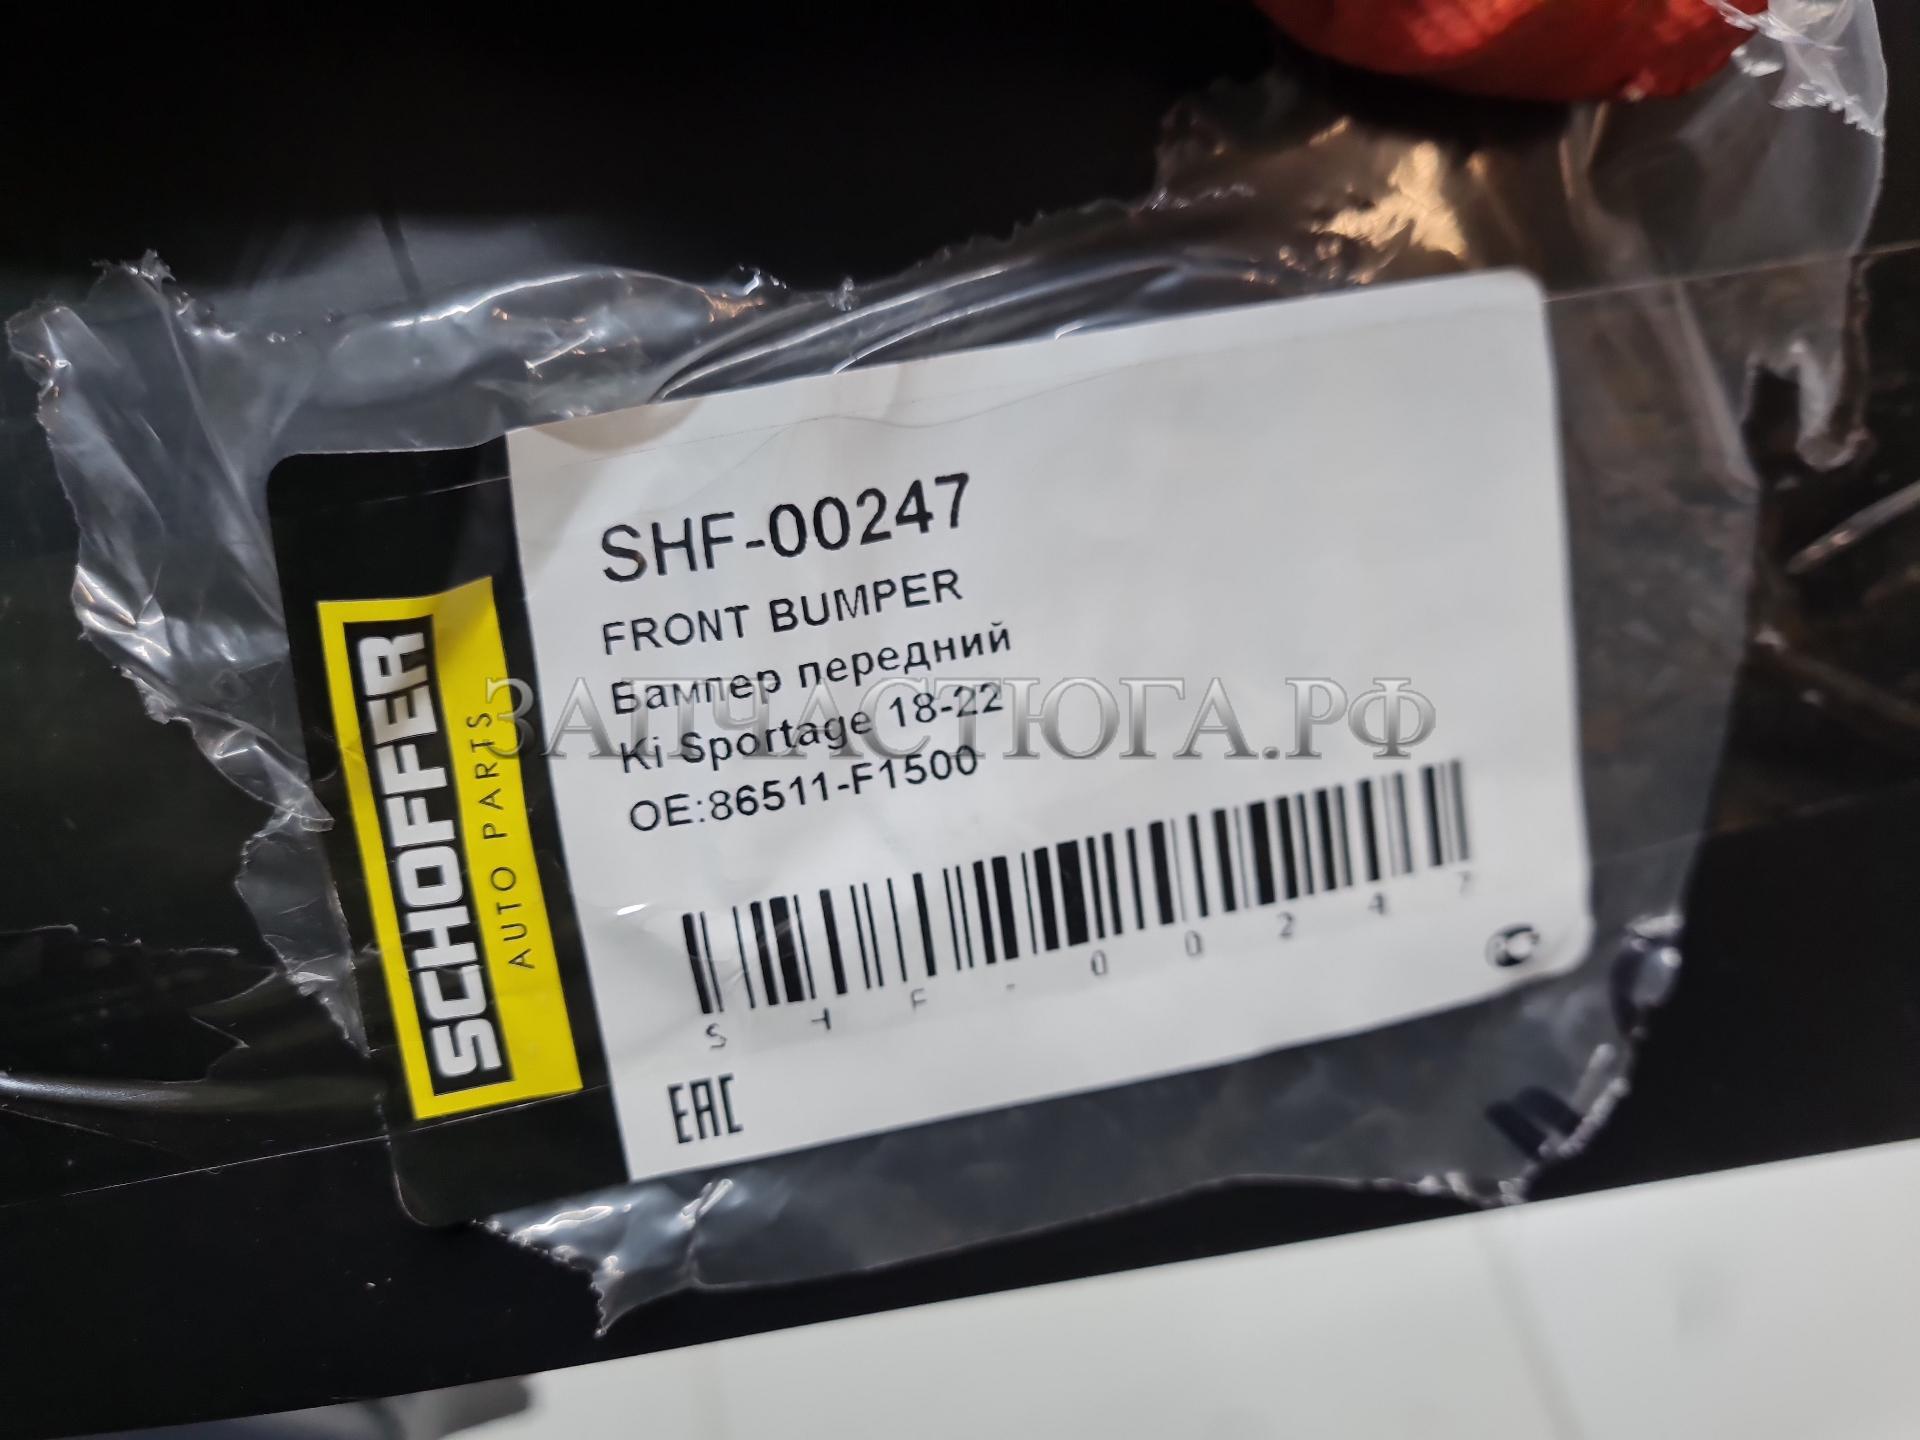 SCHOFFER
AUTO PARTS
SHF-00247
FRONT BUMPER
Бампер передний
Ki Sportage 18-22
OE:86511-F1500
SHF-00247
EAC
ЗАПЧАСТЮГА.РФ